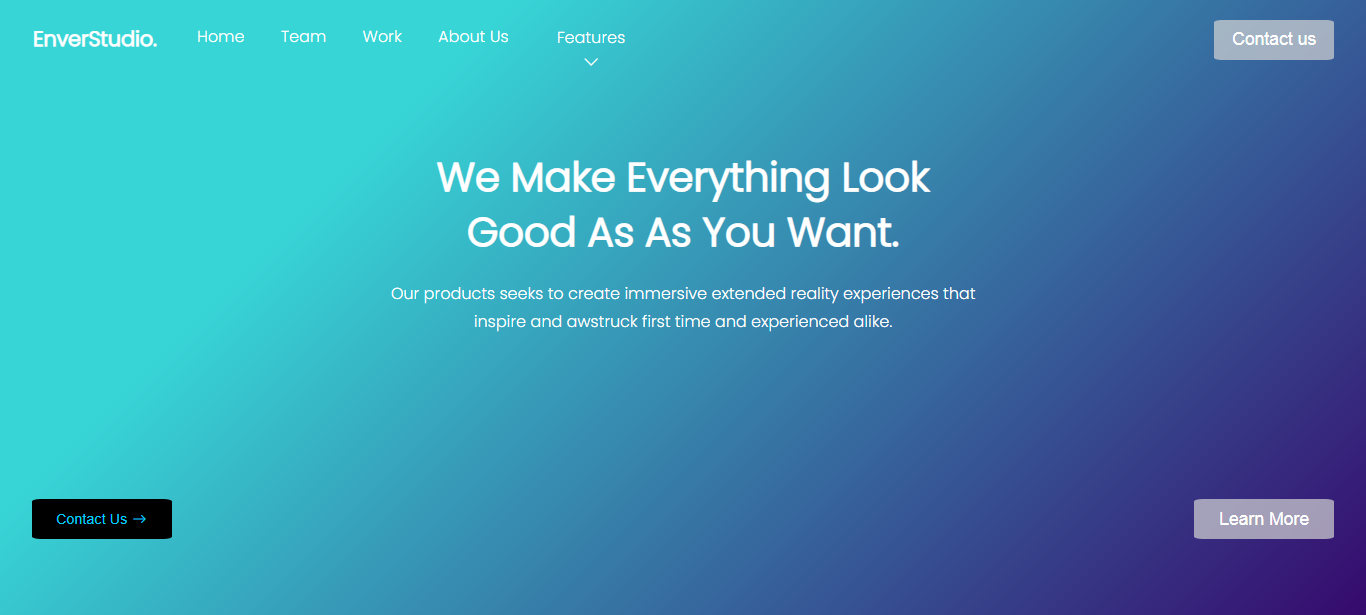 EnverStudio. Home Team Work About Us Features Contact us
We Make Everything Look
Good As As You Want.
Our products seeks to create immersive extended reality experiences that
inspire and awstruck first time and experienced alike.
Contact Us → Learn More